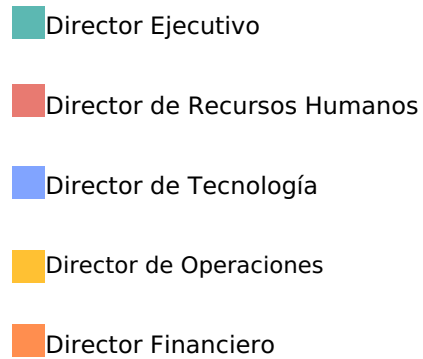 Director Ejecutivo
Director de Recursos Humanos
Director de Tecnología
Director de Operaciones
Director Financiero